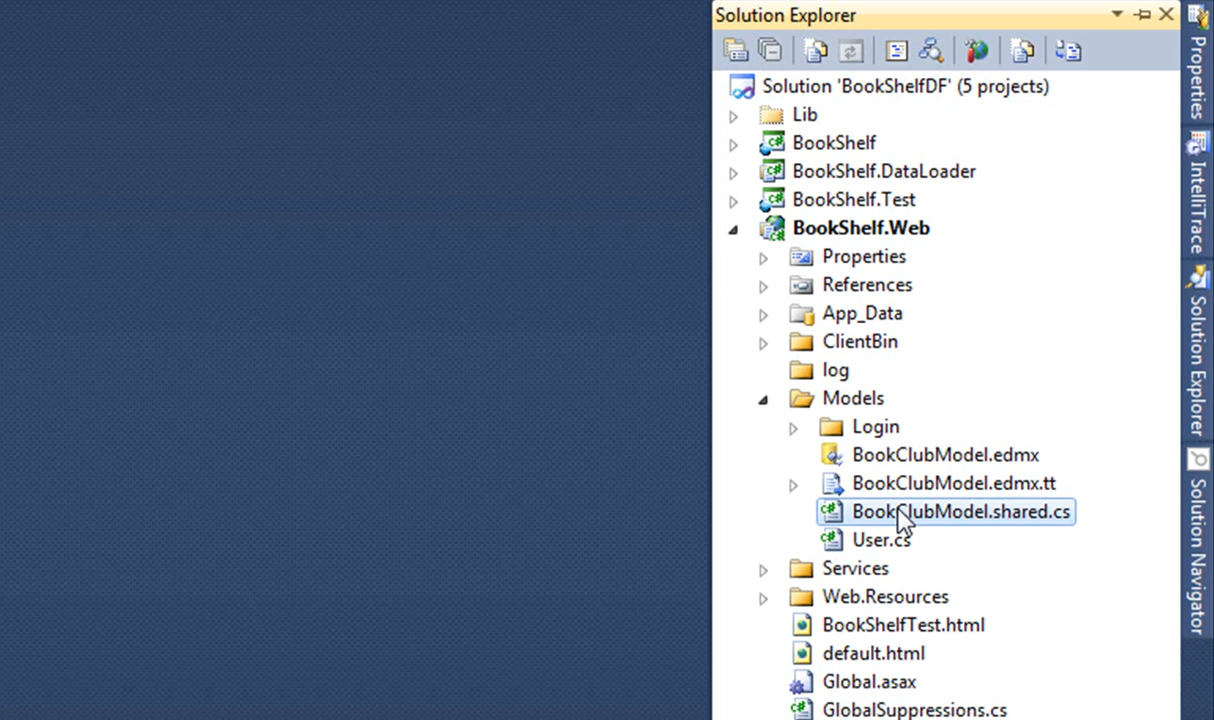 Solution Explorer
Solution 'BookShelfDF' (5 projects)
Lib
BookShelf
BookShelf.DataLoader
BookShelf.Test
BookShelf.Web
Properties
References
App_Data
ClientBin
log
Models
Login
BookClubModel.edmx
BookClubModel.edmx.tt
BookClubModel.shared.cs
User.cs
Services
Web.Resources
BookShelfTest.html
default.html
Global.asax
GlobalSuppressions.cs
Properties
IntelliTrace
Solution Explorer
Solution Navigator